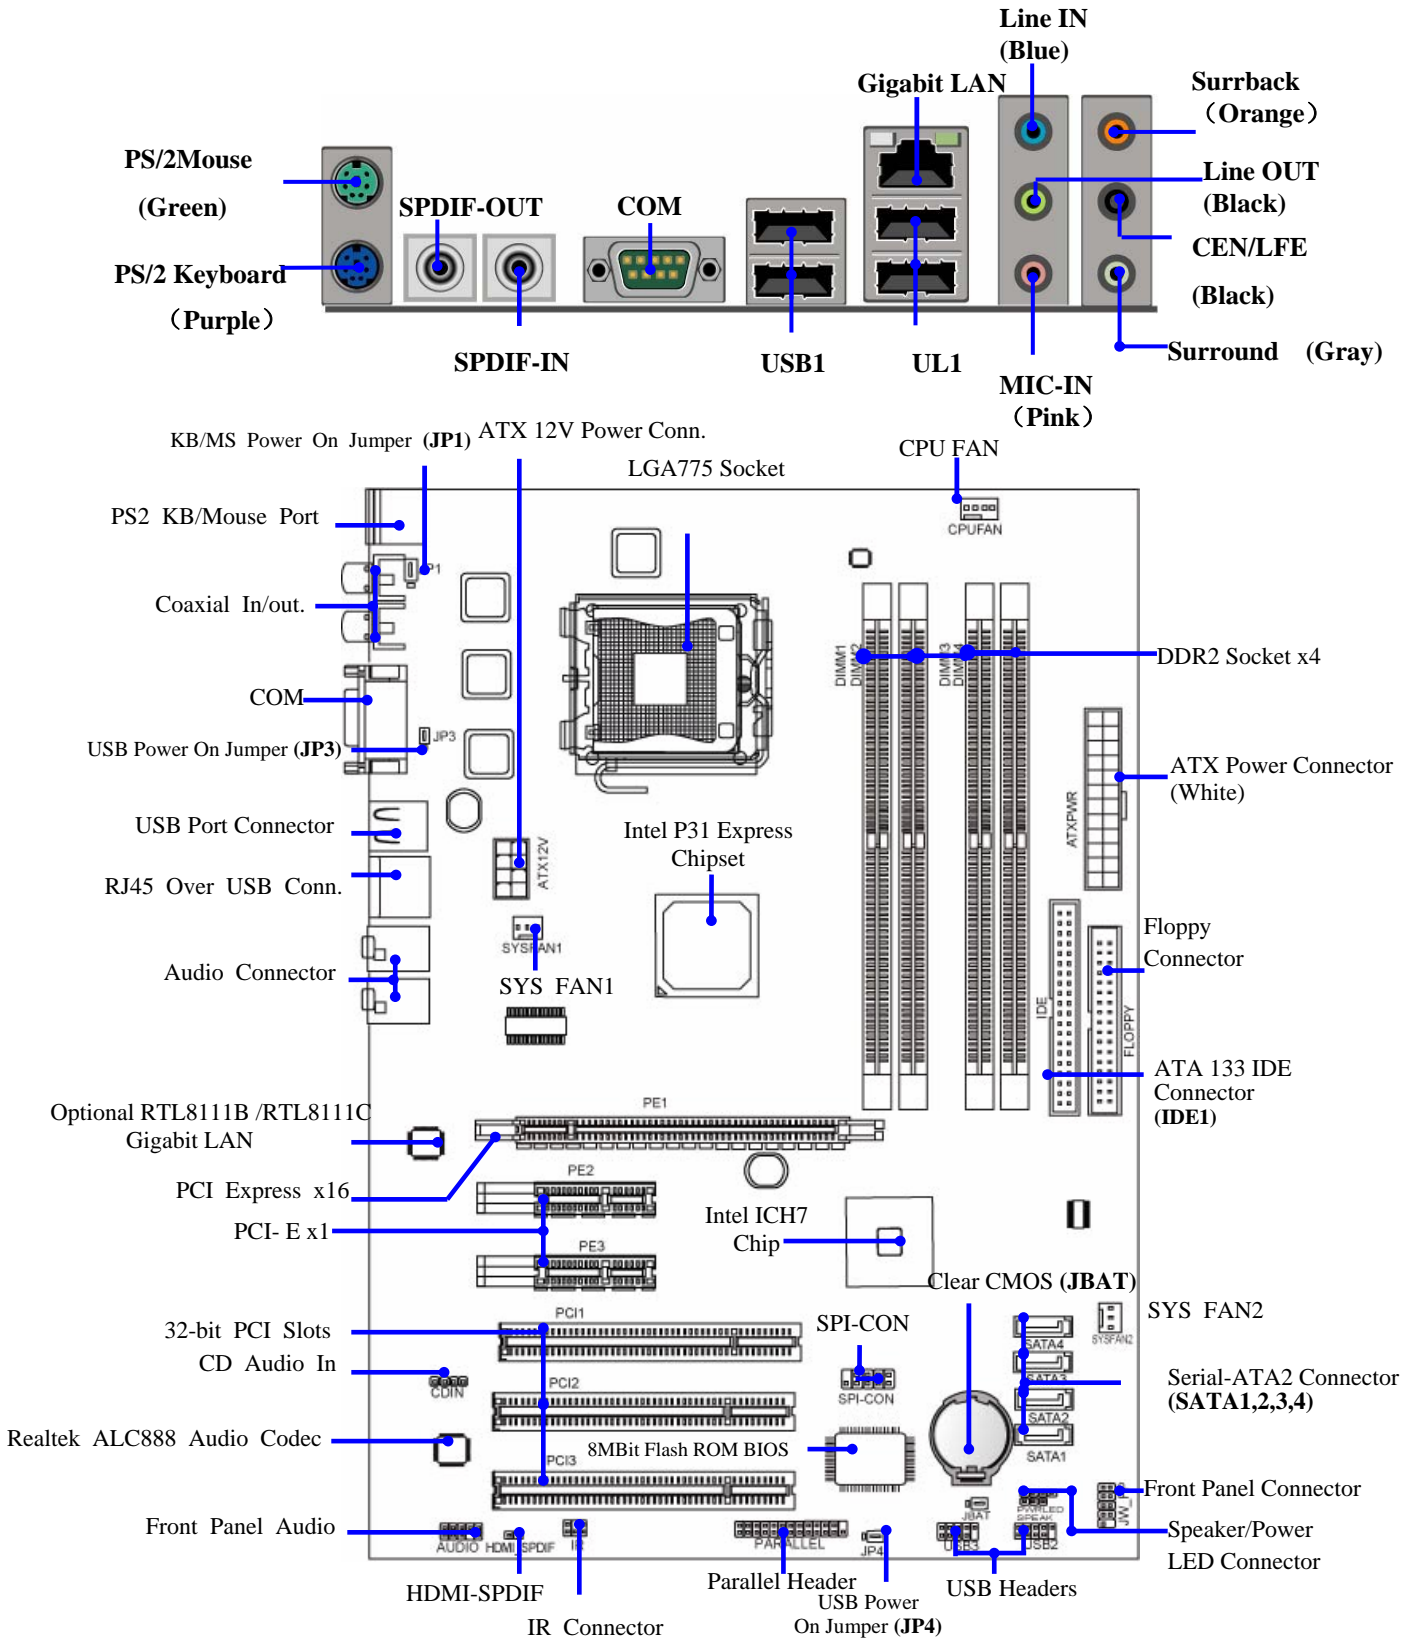 Line IN
(Blue)
Gigabit LAN
Surrback
（Orange）
PS/2Mouse
(Green)
SPDIF-OUT
COM
Line OUT
(Black)
CEN/LFE
(Black)
PS/2 Keyboard
（Purple）
SPDIF-IN
USB1
UL1
MIC-IN
（Pink）
Surround (Gray)
KB/MS Power On Jumper (JP1)
ATX 12V Power Conn.
LGA775 Socket
CPU FAN
CPUFAN
PS2 KB/Mouse Port
P1
Coaxial In/out.
DIMM1
DIMM2
DIMM3
DIMM4
DDR2 Socket x4
COM
JP3
USB Power On Jumper (JP3)
ATX Power Connector
(White)
ATXPWR
USB Port Connector
Intel P31 Express
Chipset
ATX12V
RJ45 Over USB Conn.
SYSFAN1
SYS FAN1
Audio Connector
Floppy
Connector
IDE
FLOPPY
ATA 133 IDE
Connector
(IDE1)
Optional RTL8111B /RTL8111C
Gigabit LAN
PE1
PCI Express x16
PE2
PCI- E x1
PE3
Intel ICH7
Chip
Clear CMOS (JBAT)
SYS FAN2
SYSFAN2
PCI1
32-bit PCI Slots
SPI-CON
SATA4
CD Audio In
CDIN
SATA3
Serial-ATA2 Connector
(SATA1,2,3,4)
PCI2
SPI-CON
SATA2
Realtek ALC888 Audio Codec
8MBit Flash ROM BIOS
SATA1
PCI3
Front Panel Connector
JBAT
PWRLED
SPEAK
Front Panel Audio
AUDIO
HDMI_SPDIF
IR
PARALLEL
JP4
USB3
USB2
Speaker/Power
LED Connector
HDMI-SPDIF
IR Connector
Parallel Header
USB Power
On Jumper (JP4)
USB Headers